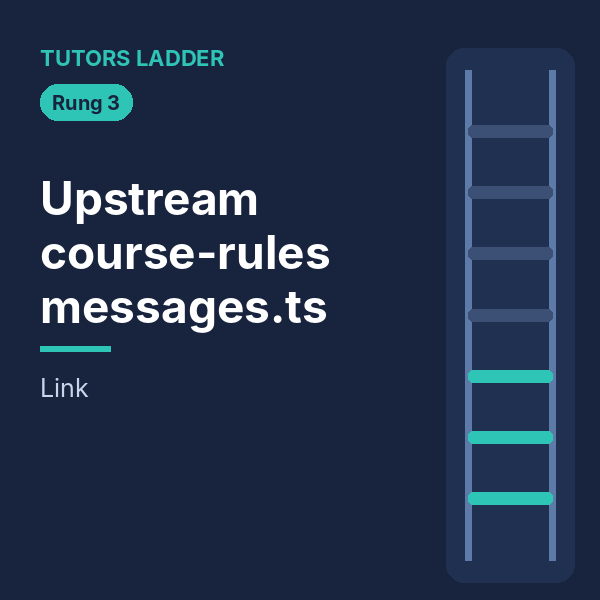 TUTORS LADDER
Rung 3
Upstream
course-rules
messages.ts
Link